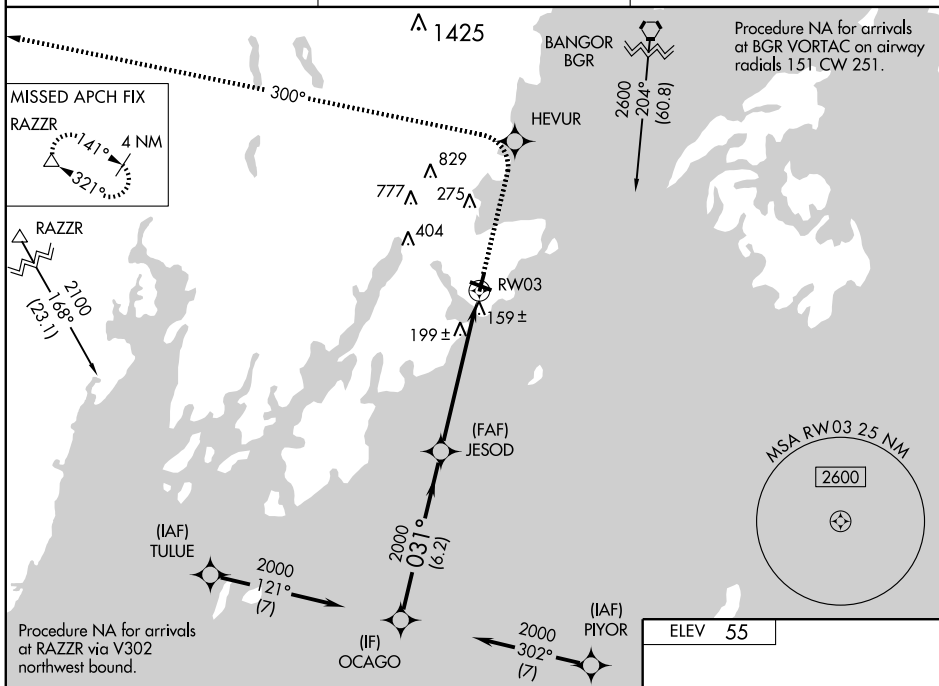 1425
BANGOR
BGR
Procedure NA for arrivals
at BGR VORTAC on airway
radials 151 CW 251.
2600
204°
(60.8)
300°
HEVUR
MISSED APCH FIX
RAZZR
4 NM
141°
321°
829
777
275
404
RAZZR
2100
168°
(23.1)
RW03
159 ±
199 ±
(FAF)
JESOD
MSA RW03 25 NM
2600
2000
031°
(6.2)
(IAF)
TULUE
2000
121°
(7)
(IF)
OCAGO
2000
302°
(7)
(IAF)
PIYOR
Procedure NA for arrivals
at RAZZR via V302
northwest bound.
ELEV 55